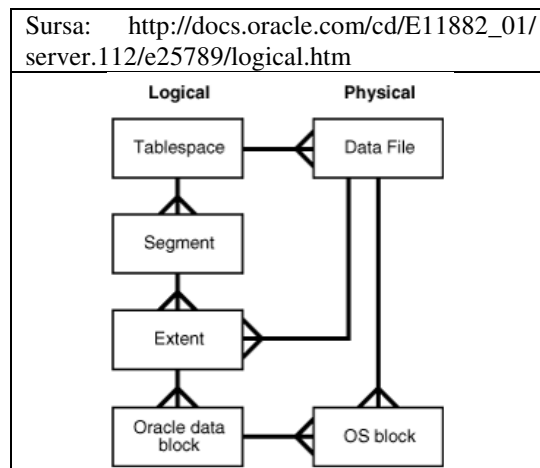 Sursa: http://docs.oracle.com/cd/E11882_01/
server.112/e25789/logical.htm
Logical Physical
Tablespace Data File
Segment
Extent
Oracle data
block
OS block